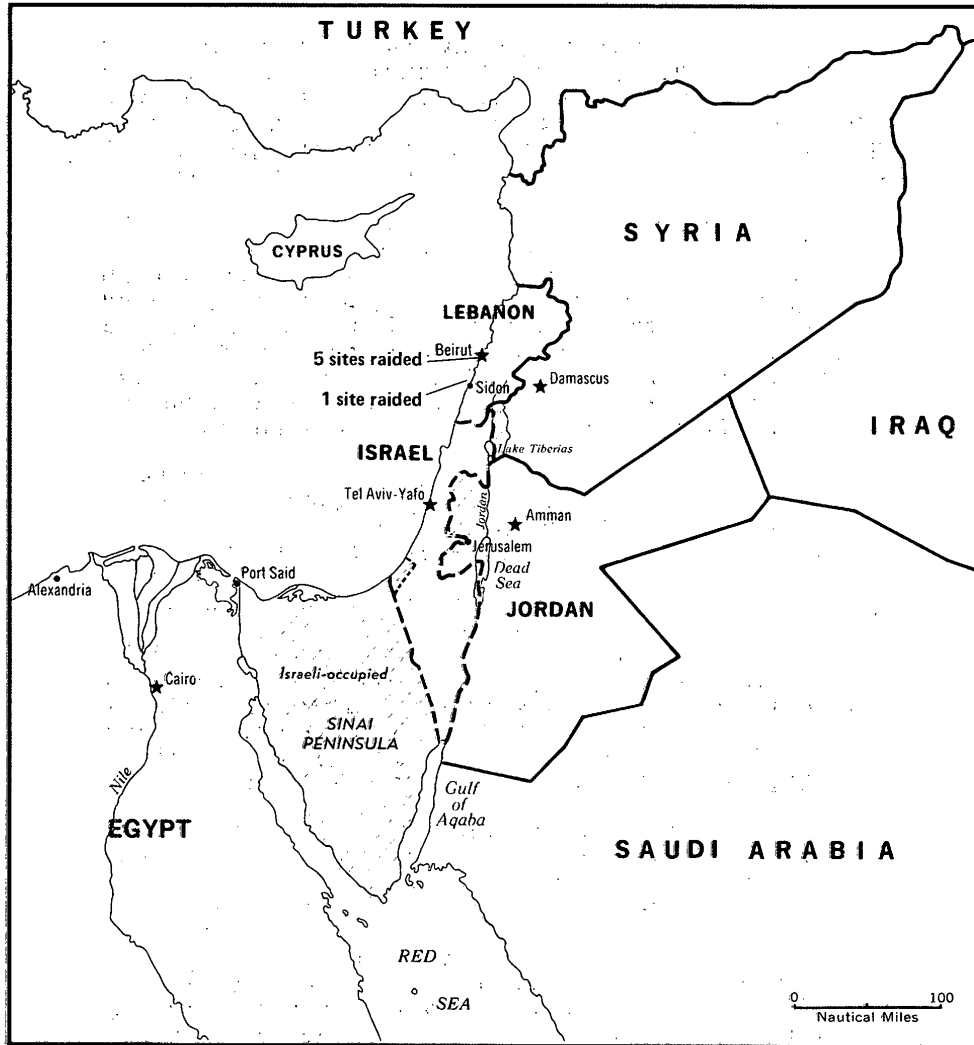 TURKEY
CYPRUS
SYRIA
LEBANON
Beirut
5 sites raided
Damascus
Sidon
1 site raided
IRAQ
ISRAEL
Lake Tiberias
Tel Aviv-Yafo
Jordan
Amman
Jerusalem
Dead
Sea
Port Said
Alexandria
JORDAN
Israeli-occupied
Cairo
SINAI
PENINSULA
Nile
Gulf
of
Aqaba
EGYPT
SAUDI ARABIA
RED
SEA
0 100
Nautical Miles